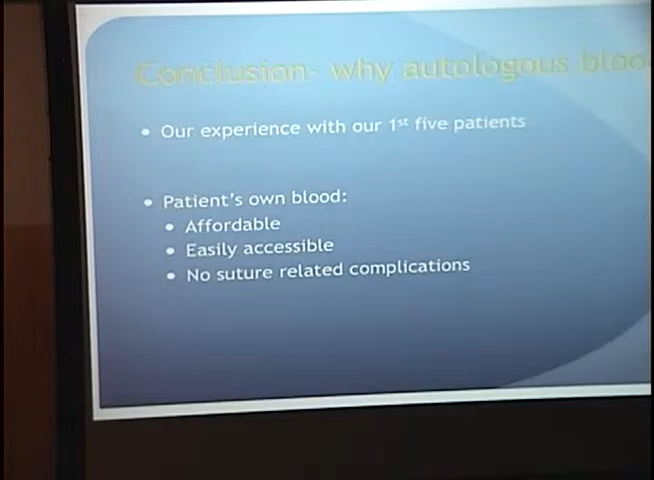 Conclusion- why autologous bloo
• Our experience with our 1st five patients
• Patient's own blood:
• Affordable
• Easily accessible
• No suture related complications